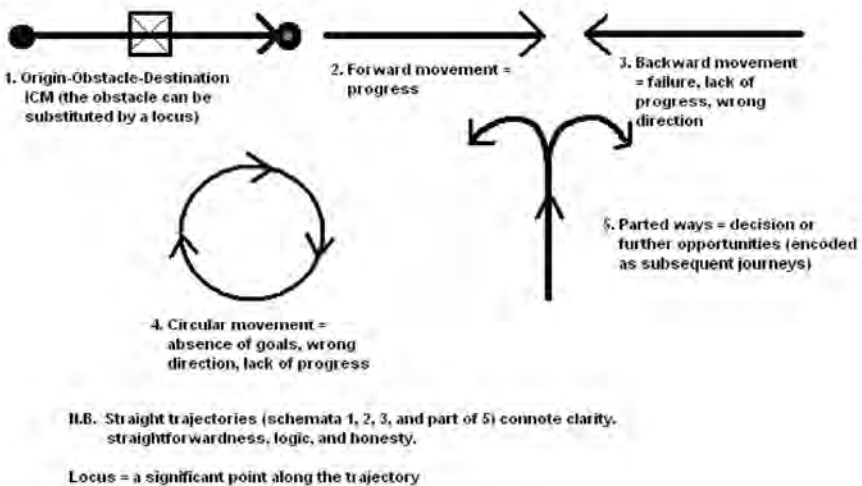 1. Origin-Obstacle-Destination
ICM (the obstacle can be
substituted by a locus)
2. Forward movement =
progress
3. Backward movement
= failure, lack of
progress, wrong
direction
4. Circular movement =
absence of goals, wrong
direction, lack of progress
5. Parted ways = decision or
further opportunities (encoded
as subsequent journeys)
N.B. Straight trajectories (schemata 1, 2, 3, and part of 5) connote clarity,
straightforwardness, logic, and honesty.
Locus = a significant point along the trajectory